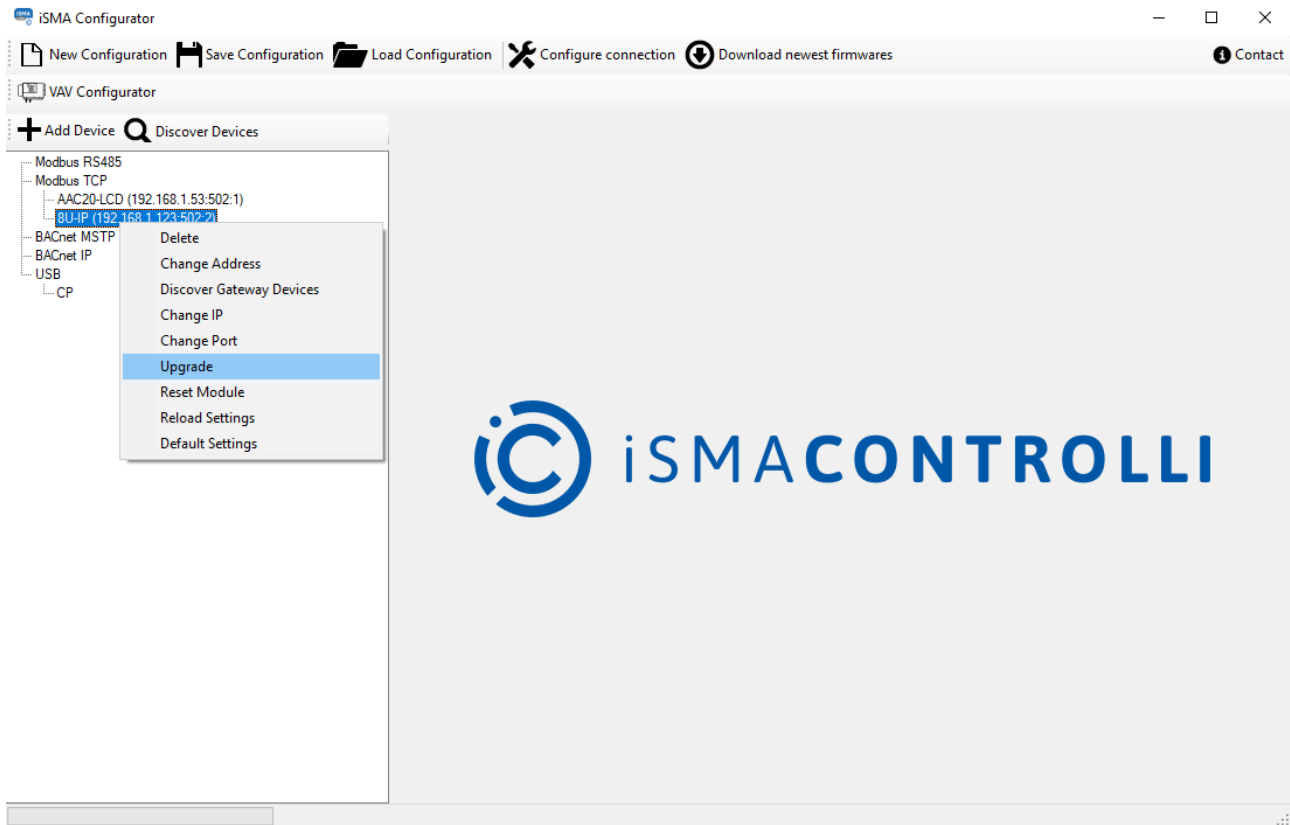 iSMA Configurator
New Configuration Save Configuration Load Configuration Configure connection Download newest firmwares Contact
VAV Configurator
Add Device Discover Devices
Modbus RS485
Modbus TCP
AAC20-LCD (192.168.1.53:502:1)
8U-IP (192.168.1.123:502:2)
BACnet MSTP
BACnet IP
USB
CP
Delete
Change Address
Discover Gateway Devices
Change IP
Change Port
Upgrade
Reset Module
Reload Settings
Default Settings
iSMACONTROLLI